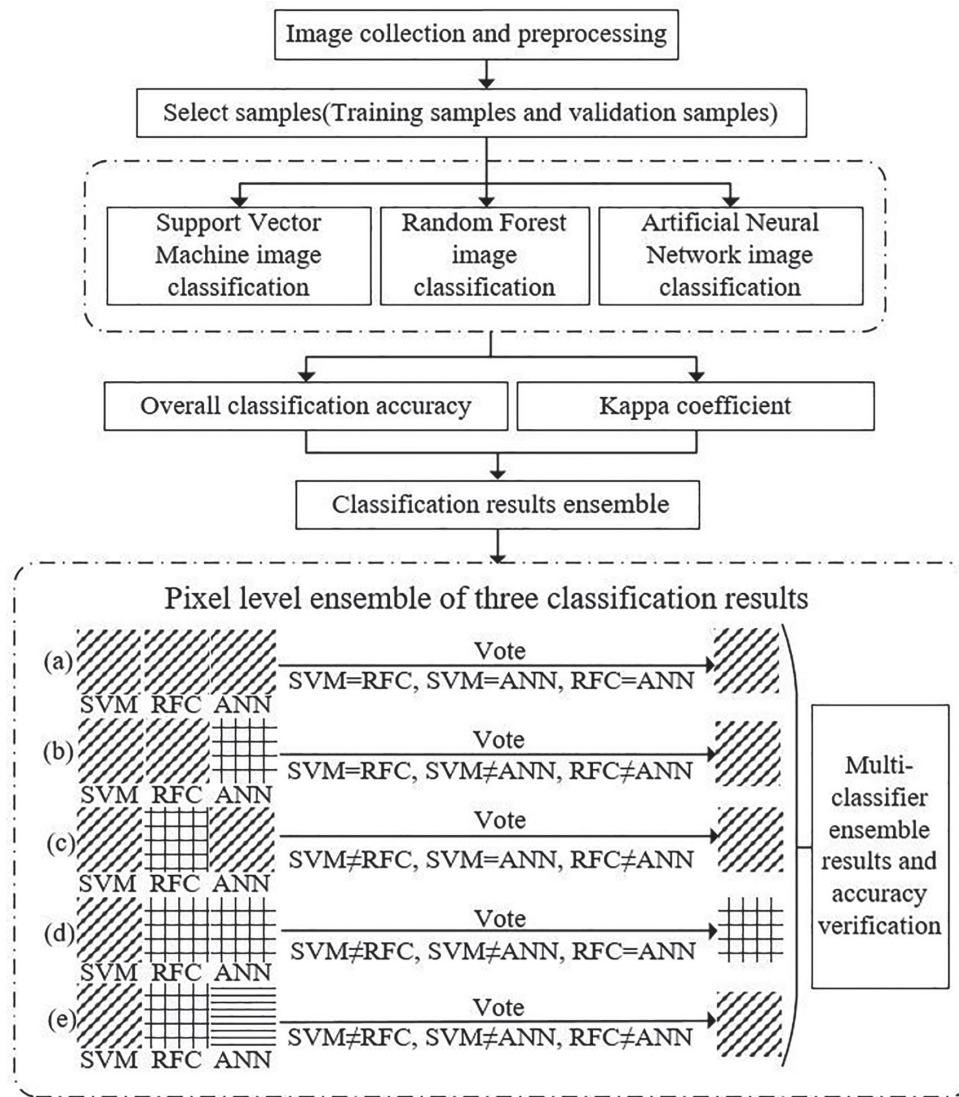 Image collection and preprocessing
Select samples(Training samples and validation samples)
Support Vector
Machine image
classification
Random Forest
image
classification
Artificial Neural
Network image
classification
Overall classification accuracy
Kappa coefficient
Classification results ensemble
Pixel level ensemble of three classification results
(a)
SVM RFC ANN
Vote
SVM=RFC, SVM=ANN, RFC=ANN
(b)
SVM RFC ANN
Vote
SVM=RFC, SVM≠ANN, RFC≠ANN
(c)
SVM RFC ANN
Vote
SVM≠RFC, SVM=ANN, RFC≠ANN
(d)
SVM RFC ANN
Vote
SVM≠RFC, SVM≠ANN, RFC=ANN
(e)
SVM RFC ANN
Vote
SVM≠RFC, SVM≠ANN, RFC≠ANN
Multi-
classifier
ensemble
results and
accuracy
verification